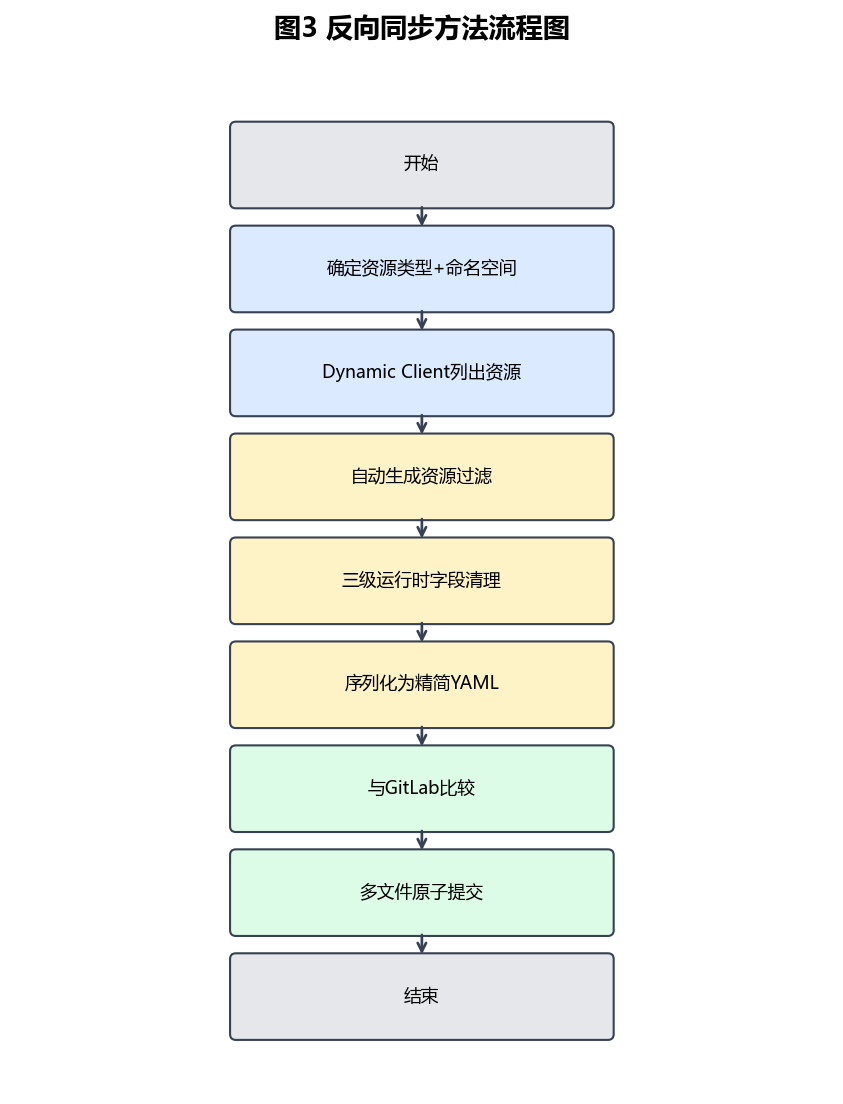 图3 反向同步方法流程图
开始
确定资源类型+命名空间
Dynamic Client列出资源
自动生成资源过滤
三级运行时字段清理
序列化为精简YAML
与GitLab比较
多文件原子提交
结束